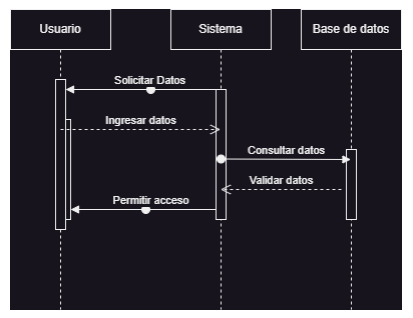 Usuario
Sistema
Base de datos
Solicitar Datos
Ingresar datos
Consultar datos
Validar datos
Permitir acceso